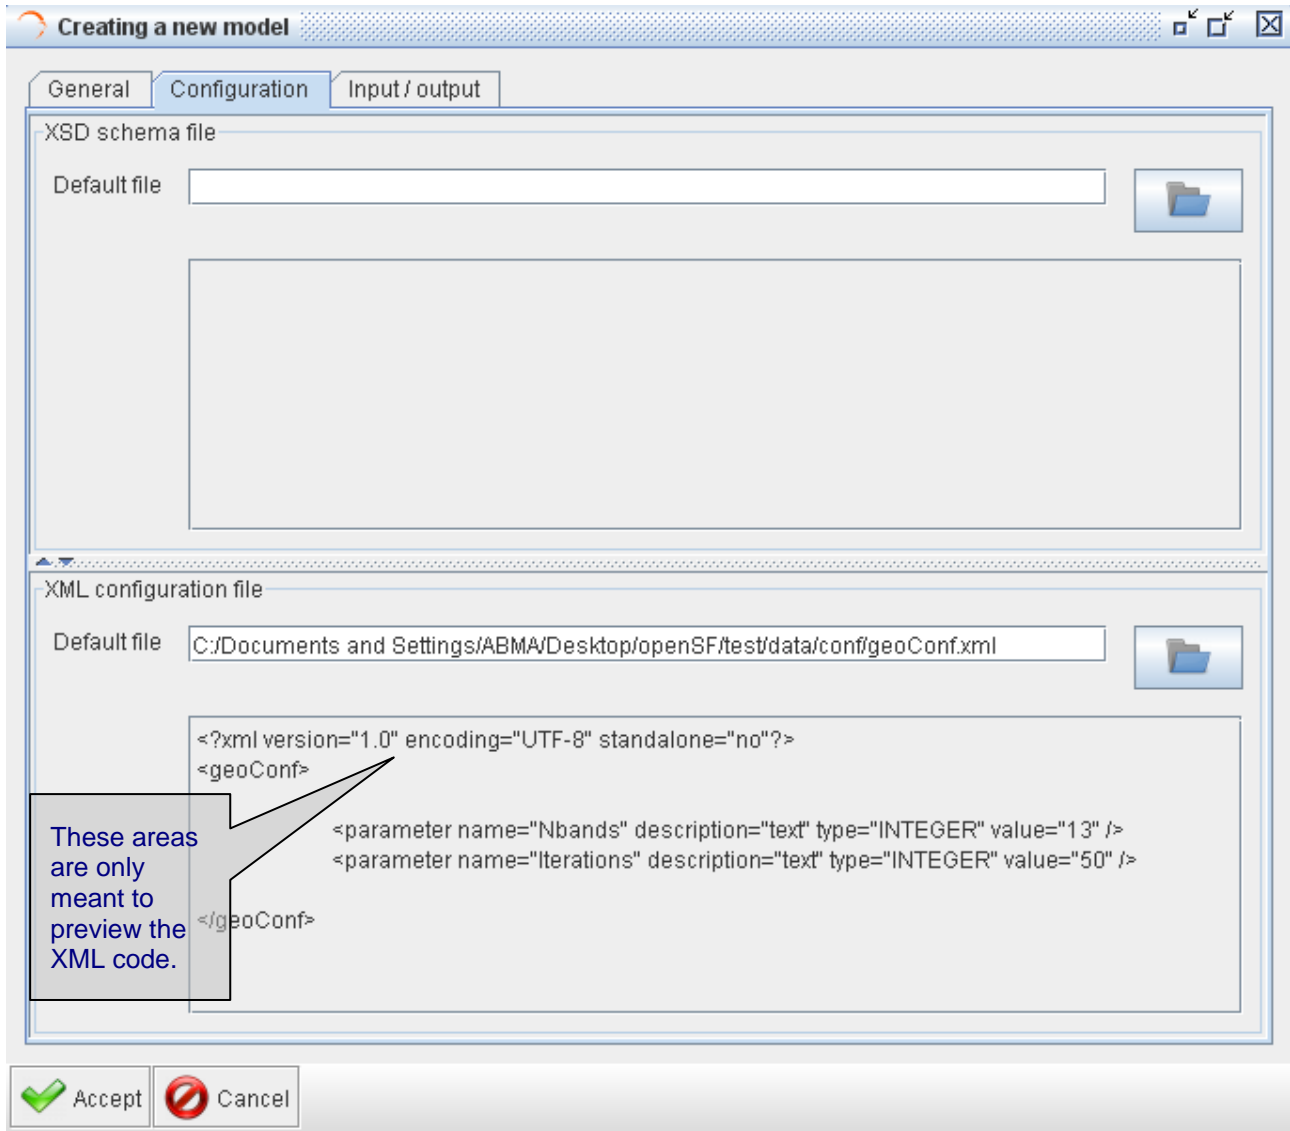 Creating a new model
General Configuration Input / output
XSD schema file
Default file
XML configuration file
Default file C:/Documents and Settings/ABMA/Desktop/openSF/test/data/conf/geoConf.xml
<?xml version="1.0" encoding="UTF-8" standalone="no"?>
<geoConf>
<parameter name="Nbands" description="text" type="INTEGER" value="13" />
<parameter name="Iterations" description="text" type="INTEGER" value="50" />
</geoConf>
These areas
are only
meant to
preview the
XML code.
Accept Cancel